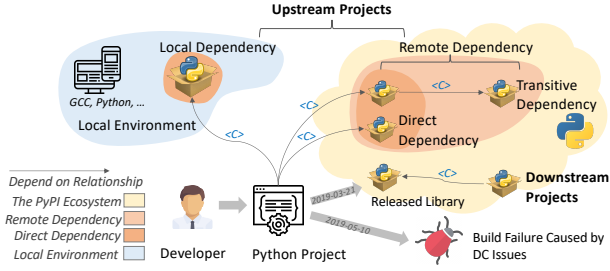 Upstream Projects
Local Dependency
Remote Dependency
GCC, Python, ...
Local Environment
<C>
<C>
<C>
<C>
Transitive
Dependency
Direct
Dependency
<C>
Depend on Relationship
The PyPI Ecosystem
Remote Dependency
Direct Dependency
Local Environment
Developer
Python Project
2019-03-21
2019-05-10
Released Library
Downstream
Projects
Build Failure Caused by
DC Issues